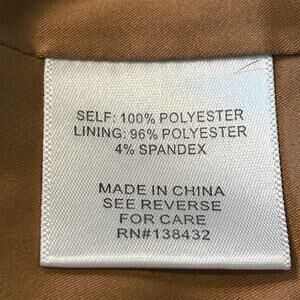 SELF: 100% POLYESTER
LINING: 96% POLYESTER
4% SPANDEX
MADE IN CHINA
SEE REVERSE
FOR CARE
RN#138432